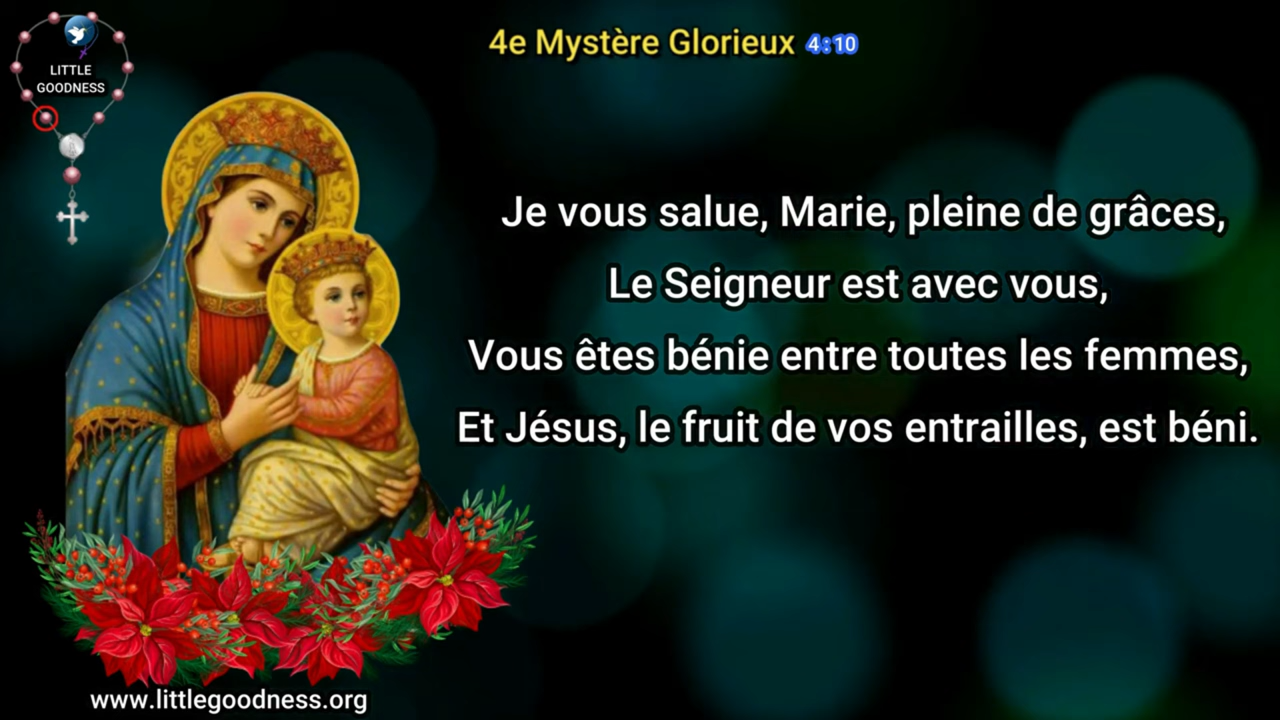 LITTLE
GOODNESS
4e Mystère Glorieux 4:10
Je vous salue, Marie, pleine de grâces,
Le Seigneur est avec vous,
Vous êtes bénie entre toutes les femmes,
Et Jésus, le fruit de vos entrailles, est béni.
www.littlegoodness.org